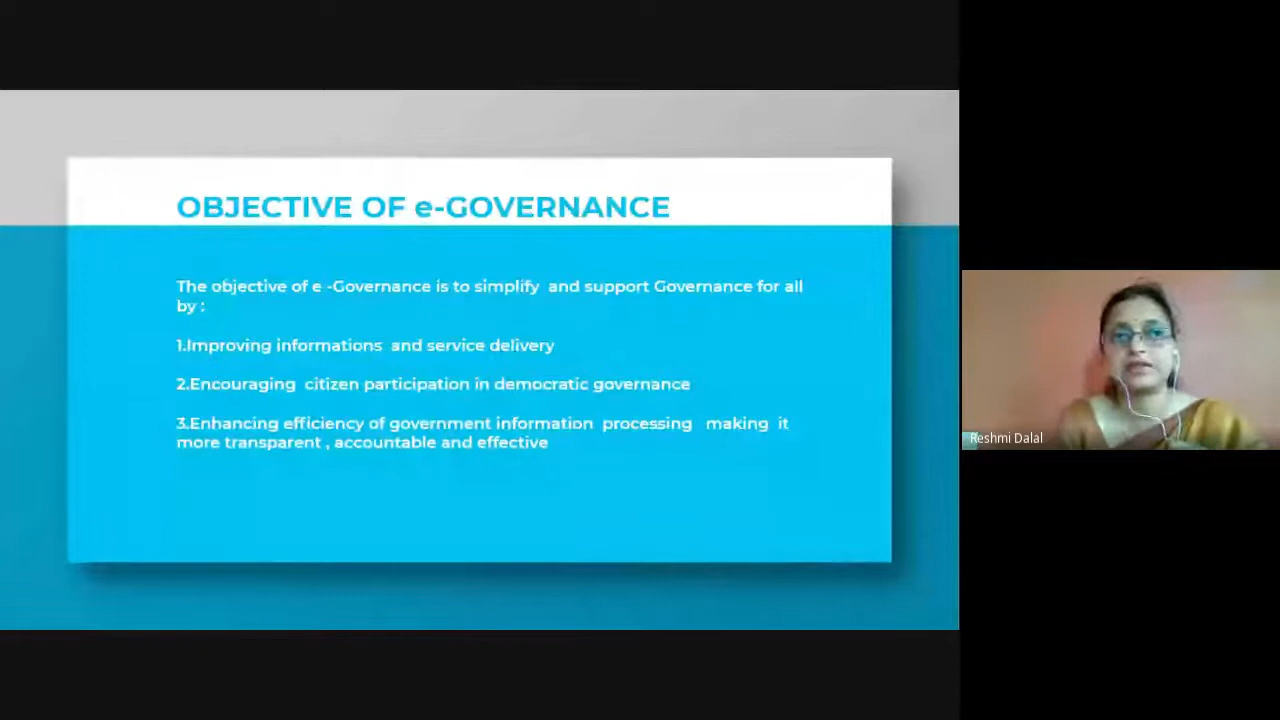 OBJECTIVE OF e-GOVERNANCE
The objective of e -Governance is to simplify  and support Governance for all
by :
1.Improving informations  and service delivery
2.Encouraging  citizen participation in democratic governance
3.Enhancing efficiency of government information  processing   making  it
more transparent , accountable and effective
Reshmi Dalal